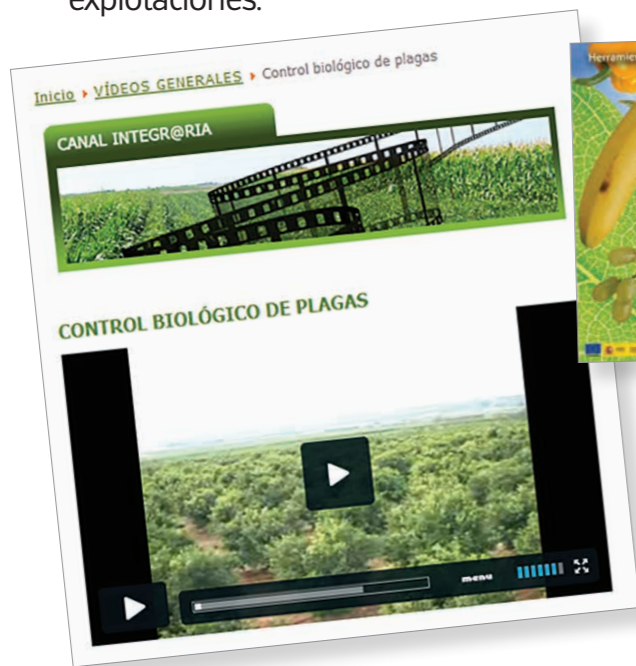 explotaciones.
Inicio › VÍDEOS GENERALES › Control biológico de plagas
CANAL INTEGR@RIA
CONTROL BIOLÓGICO DE PLAGAS
menu